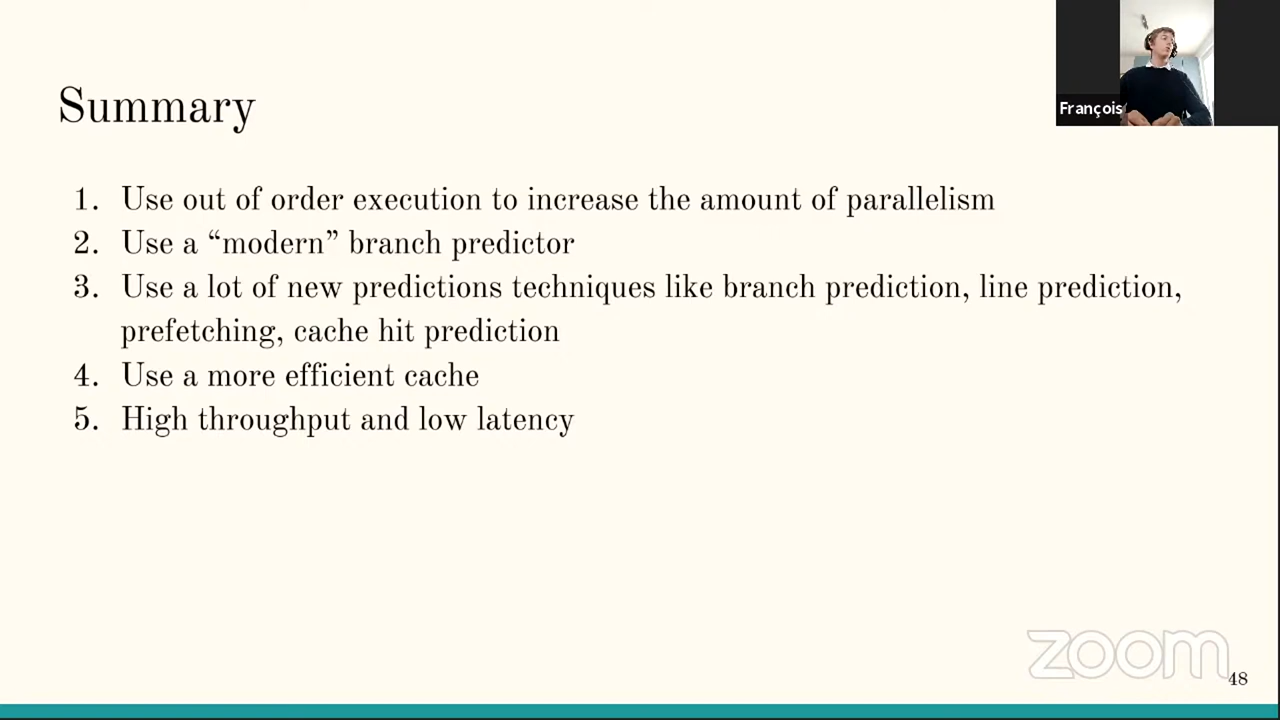 François
Summary
1. Use out of order execution to increase the amount of parallelism
2. Use a “modern” branch predictor
3. Use a lot of new predictions techniques like branch prediction, line prediction,
prefetching, cache hit prediction
4. Use a more efficient cache
5. High throughput and low latency
zoom
48